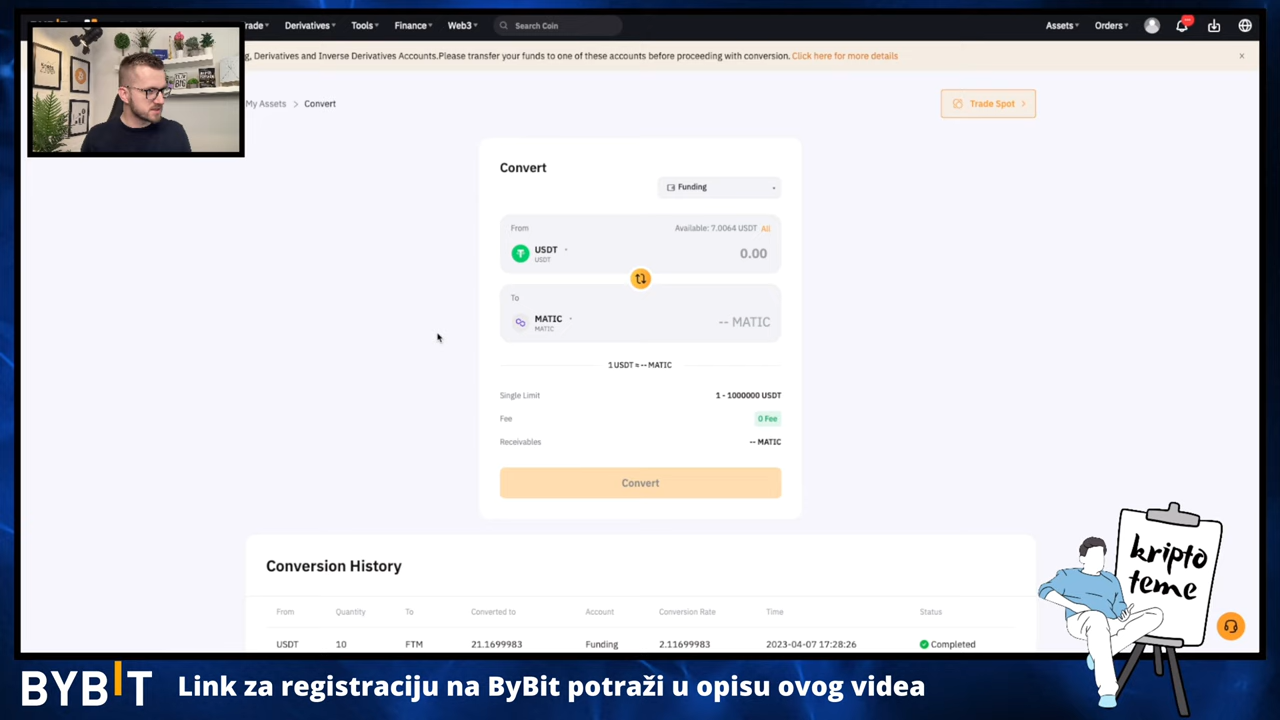 Trade Derivatives Tools Finance Web3 Search Coin Assets Orders
g, Derivatives and Inverse Derivatives Accounts.Please transfer your funds to one of these accounts before proceeding with conversion. Click here for more details
My Assets > Convert
Trade Spot >
Convert
Funding
From Available: 7.0064 USDT All
USDT 0.00
USDT
To
MATIC -- MATIC
MATIC
1 USDT ≈ -- MATIC
Single Limit 1 - 1000000 USDT
Fee 0 Fee
Receivables -- MATIC
Convert
Conversion History
From Quantity To Converted to Account Conversion Rate Time Status
USDT 10 FTM 21.1699983 Funding 2.11699983 2023-04-07 17:28:26 Completed
kripto
teme
BYBIT Link za registraciju na ByBit potraži u opisu ovog videa